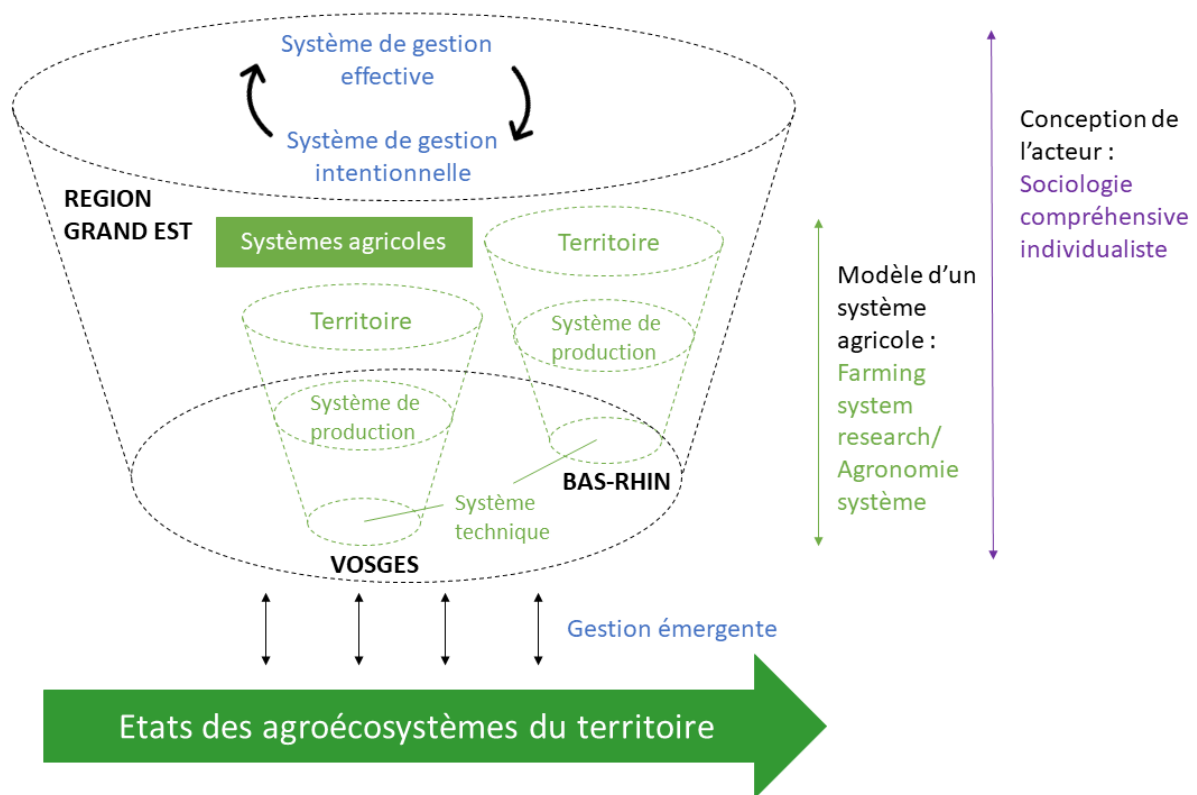 Système de gestion
effective
Système de gestion
intentionnelle
REGION
GRAND EST
Systèmes agricoles
Territoire
Système de
production
Territoire
Système de
production
BAS-RHIN
Système
technique
VOSGES
Gestion émergente
Etats des agroécosystèmes du territoire
Modèle d'un
système
agricole :
Farming
system
research/
Agronomie
système
Conception de
l'acteur :
Sociologie
compréhensive
individualiste